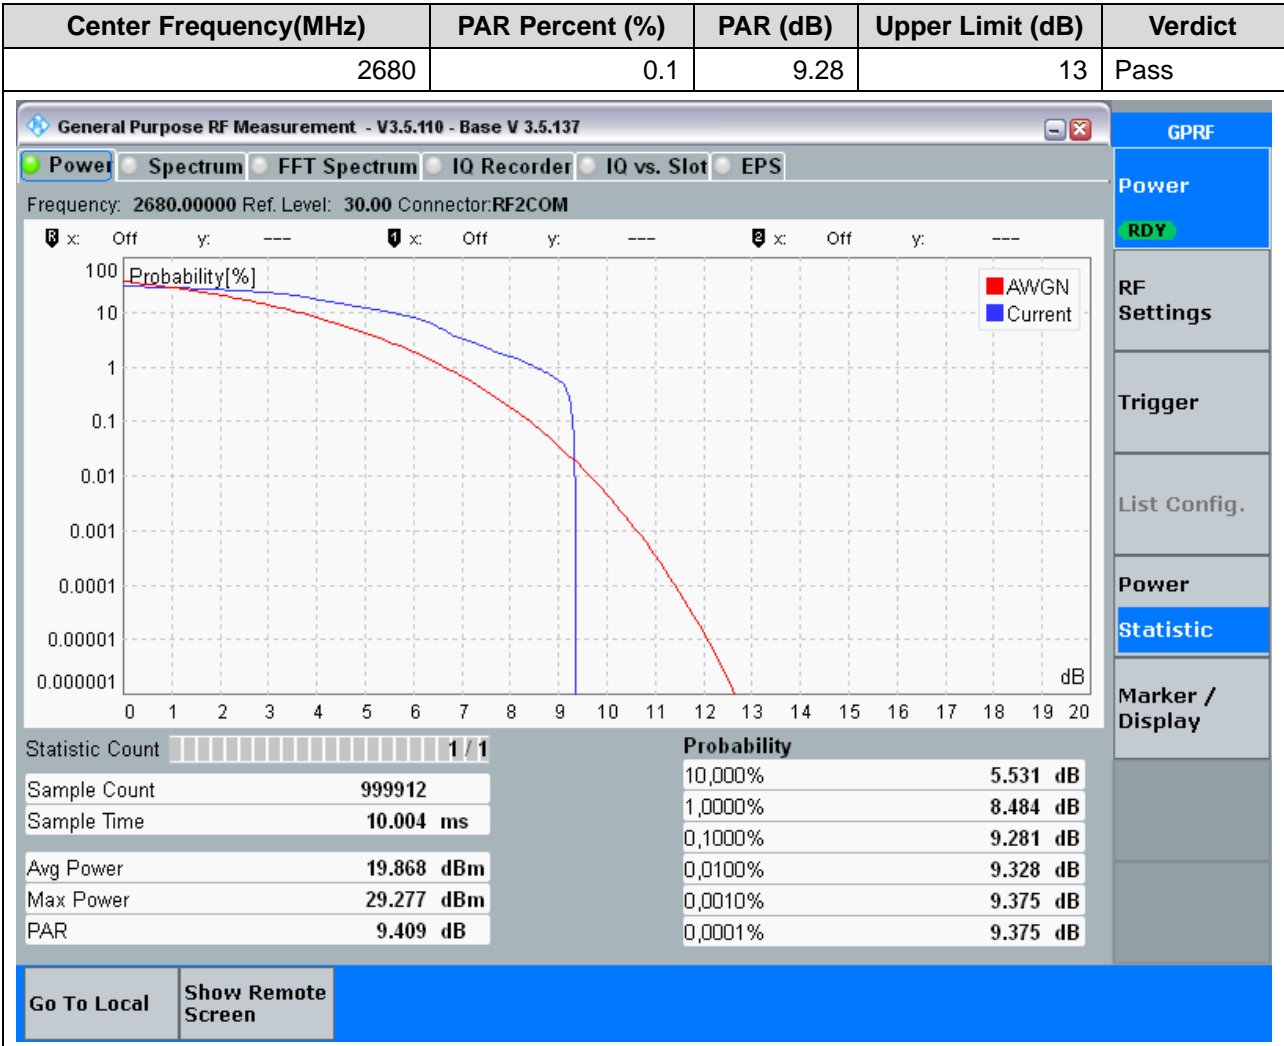 Center Frequency(MHz) PAR Percent (%) PAR (dB) Upper Limit (dB) Verdict
2680 0.1 9.28 13 Pass
General Purpose RF Measurement - V3.5.110 - Base V 3.5.137
GPRF
Power Spectrum FFT Spectrum IQ Recorder IQ vs. Slot EPS
Frequency: 2680.00000 Ref. Level: 30.00 Connector:RF2COM
R x: Off y: --- 1 x: Off y: --- 2 x: Off y: ---
Probability[%]
AWGN
Current
100
10
1
0.1
0.01
0.001
0.0001
0.00001
0.000001
dB
0 1 2 3 4 5 6 7 8 9 10 11 12 13 14 15 16 17 18 19 20
Statistic Count 1 / 1
Sample Count 999912
Sample Time 10.004 ms
Avg Power 19.868 dBm
Max Power 29.277 dBm
PAR 9.409 dB
Probability
10,000% 5.531 dB
1,0000% 8.484 dB
0,1000% 9.281 dB
0,0100% 9.328 dB
0,0010% 9.375 dB
0,0001% 9.375 dB
Power
RDY
RF
Settings
Trigger
List Config.
Power
Statistic
Marker /
Display
Go To Local
Show Remote
Screen